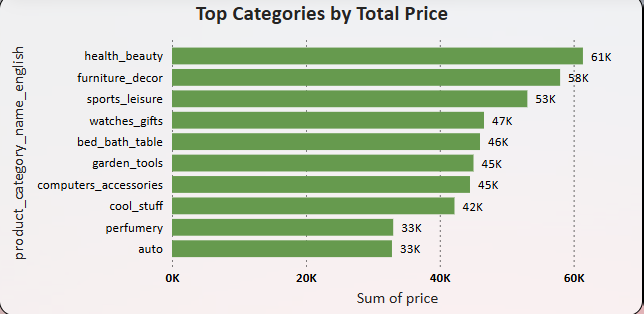 Top Categories by Total Price
product_category_name_english
health_beauty 61K
furniture_decor 58K
sports_leisure 53K
watches_gifts 47K
bed_bath_table 46K
garden_tools 45K
computers_accessories 45K
cool_stuff 42K
perfumery 33K
auto 33K
0K 20K 40K 60K
Sum of price